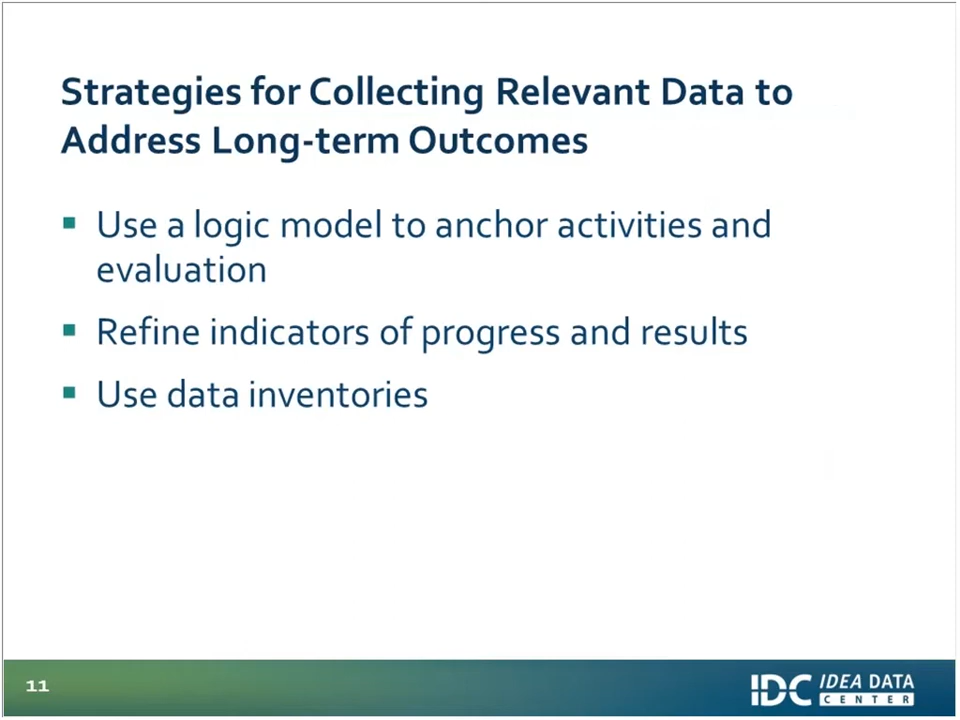 Strategies for Collecting Relevant Data to
Address Long-term Outcomes
▪ Use a logic model to anchor activities and
evaluation
▪ Refine indicators of progress and results
▪ Use data inventories
11
IDC IDEA DATA
CENTER